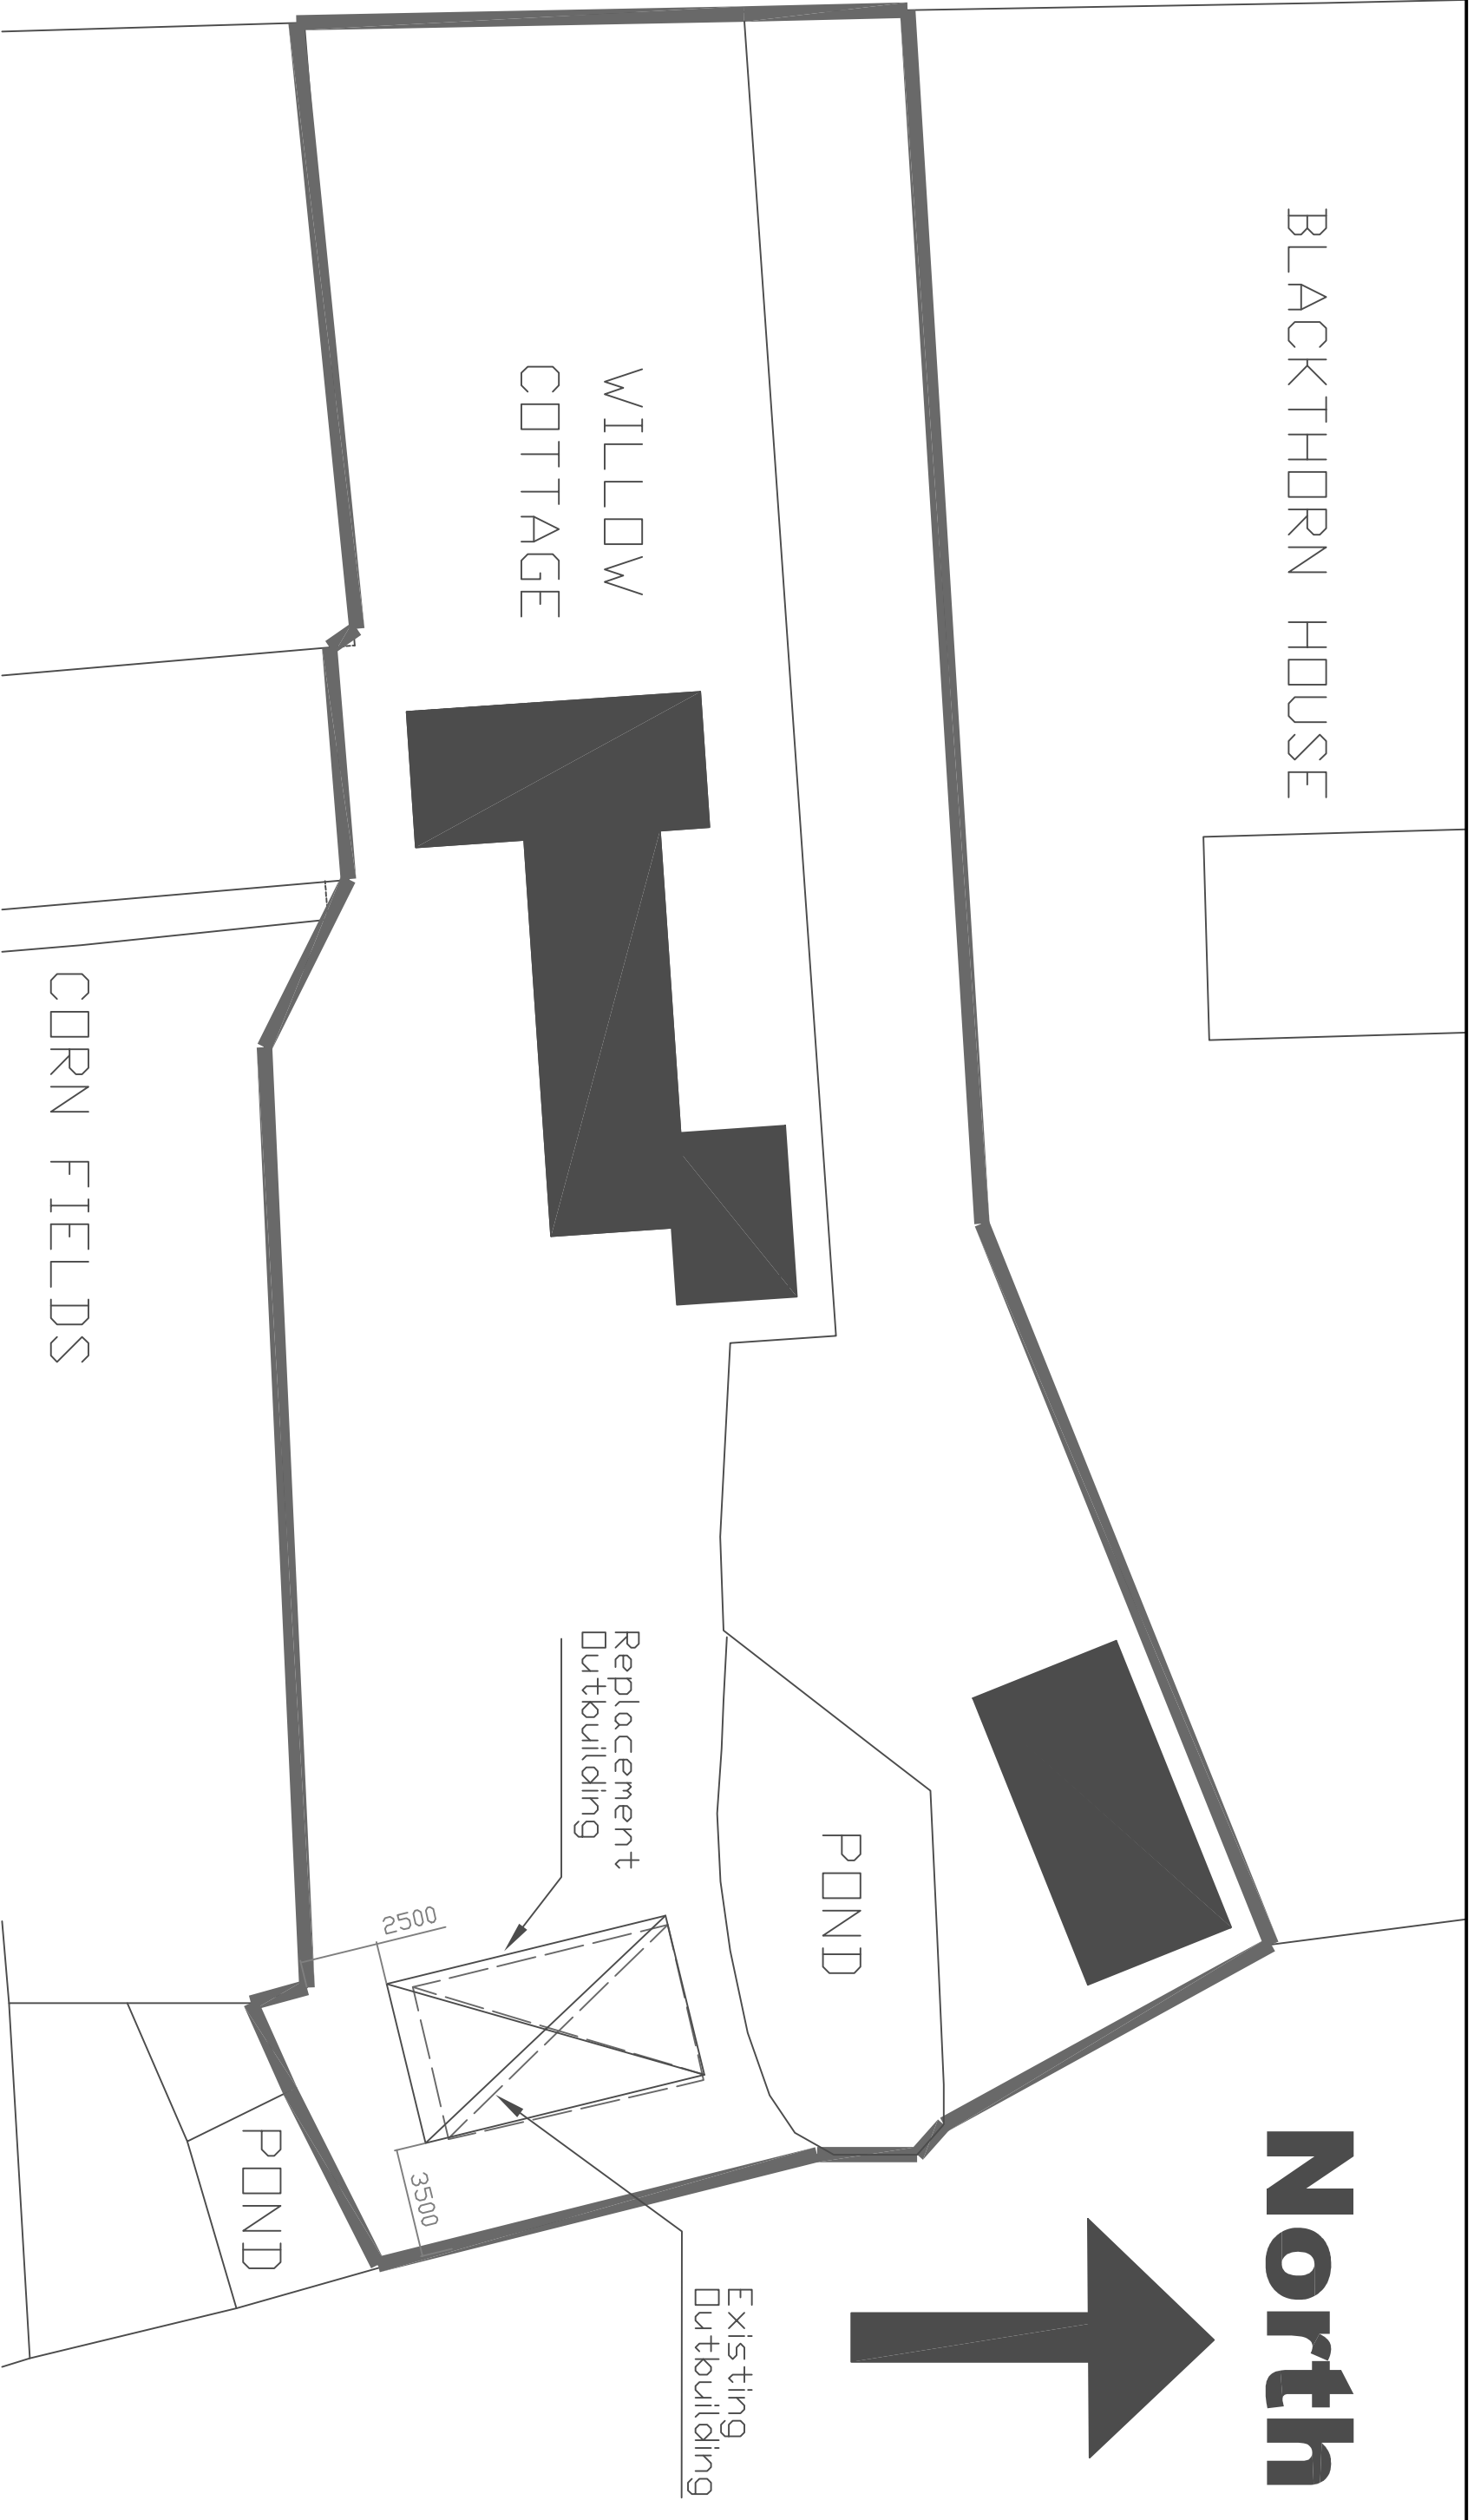 BLACKTHORN HOUSE
WILLOW
COTTAGE
CORN FIELDS
Replacement
Outbuilding
POND
2500
3500
POND
Existing
Outbuilding
North